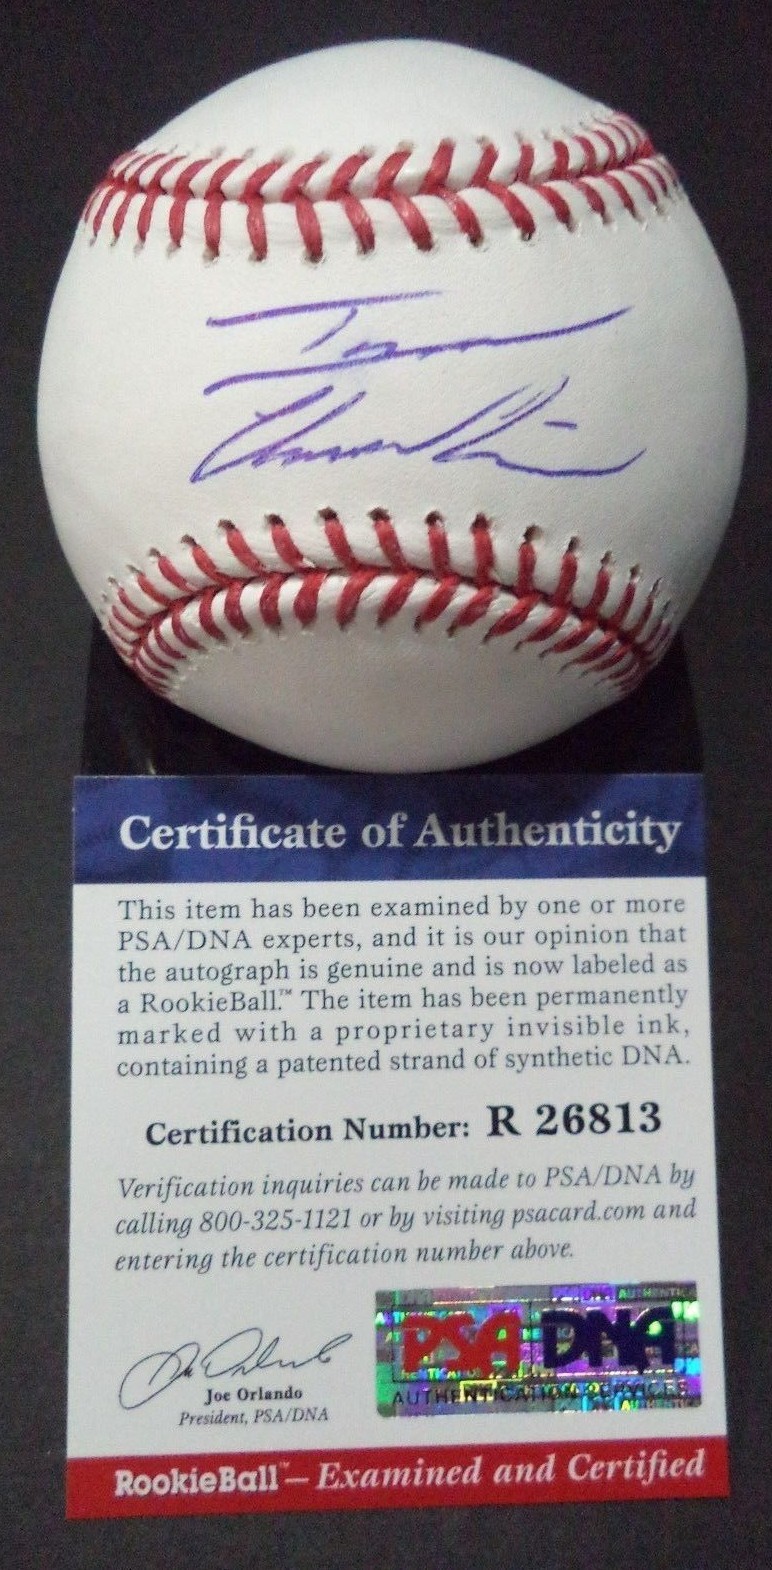 Certificate of Authenticity
This item has been examined by one or more
PSA/DNA experts, and it is our opinion that
the autograph is genuine and is now labeled as
a RookieBall.™ The item has been permanently
marked with a proprietary invisible ink,
containing a patented strand of synthetic DNA.
Certification Number: R 26813
Verification inquiries can be made to PSA/DNA by
calling 800-325-1121 or by visiting psacard.com and
entering the certification number above.
Joe Orlando
President, PSA/DNA
PSA DNA
AUTHENTICATION SERVICES
RookieBall™ – Examined and Certified